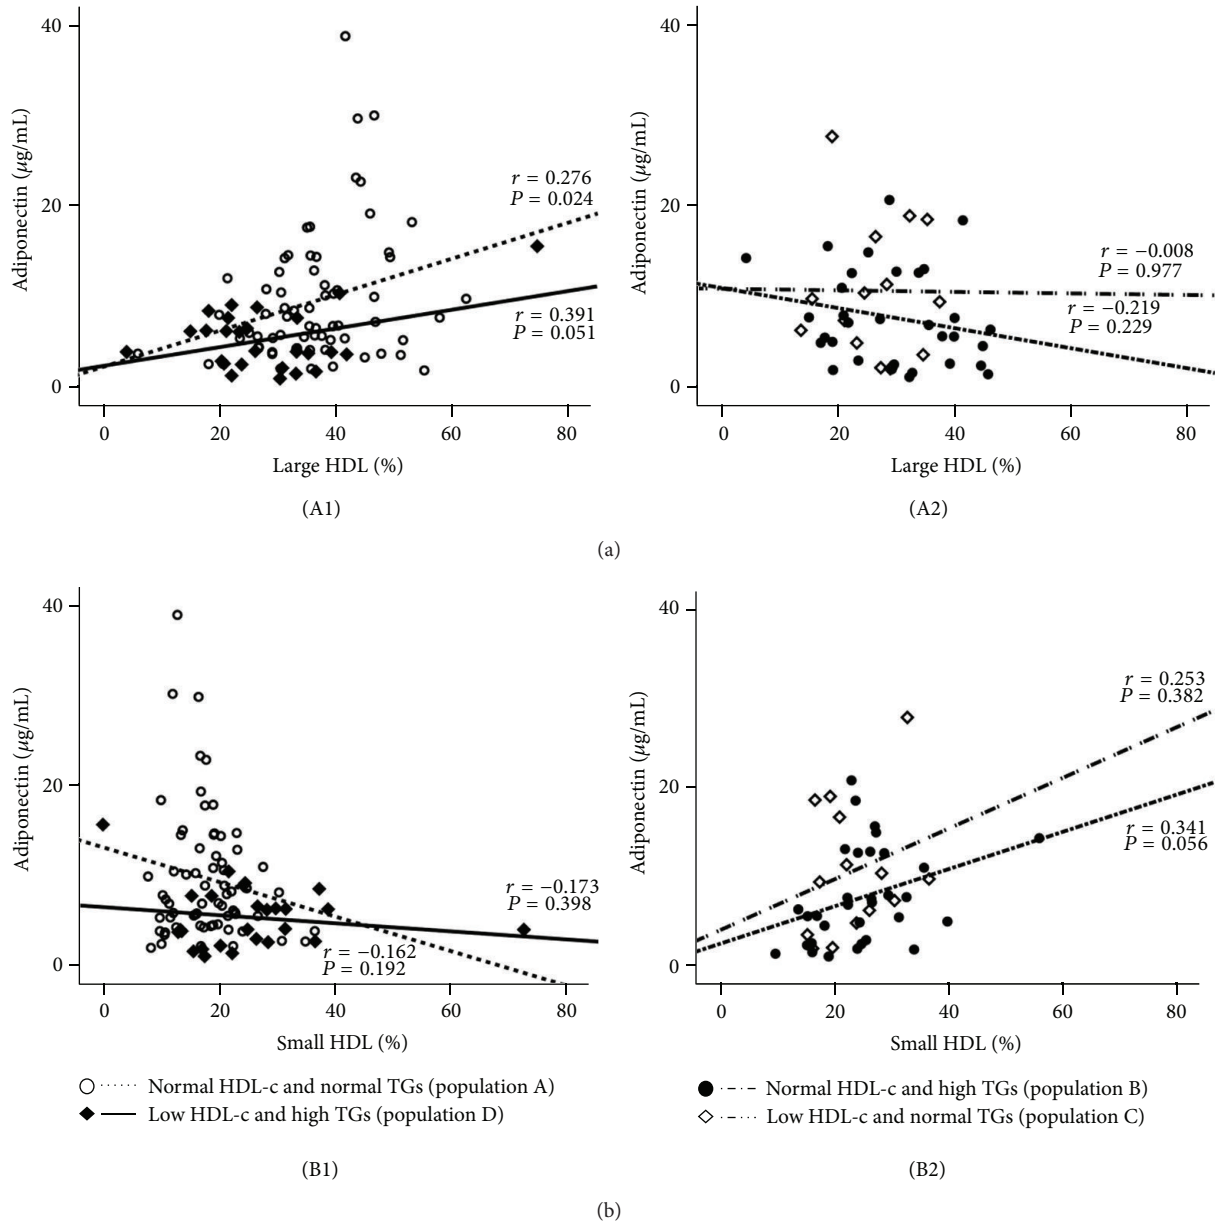 40
20
0
Adiponectin (μg/mL)
r = 0.276
P = 0.024
r = 0.391
P = 0.051
0 20 40 60 80
Large HDL (%)
(A1)
40
20
0
Adiponectin (μg/mL)
r = −0.008
P = 0.977
r = −0.219
P = 0.229
0 20 40 60 80
Large HDL (%)
(A2)
(a)
40
20
0
Adiponectin (μg/mL)
r = −0.173
P = 0.398
r = −0.162
P = 0.192
0 20 40 60 80
Small HDL (%)
Normal HDL-c and normal TGs (population A)
Low HDL-c and high TGs (population D)
(B1)
40
20
0
Adiponectin (μg/mL)
r = 0.253
P = 0.382
r = 0.341
P = 0.056
0 20 40 60 80
Small HDL (%)
Normal HDL-c and high TGs (population B)
Low HDL-c and normal TGs (population C)
(B2)
(b)